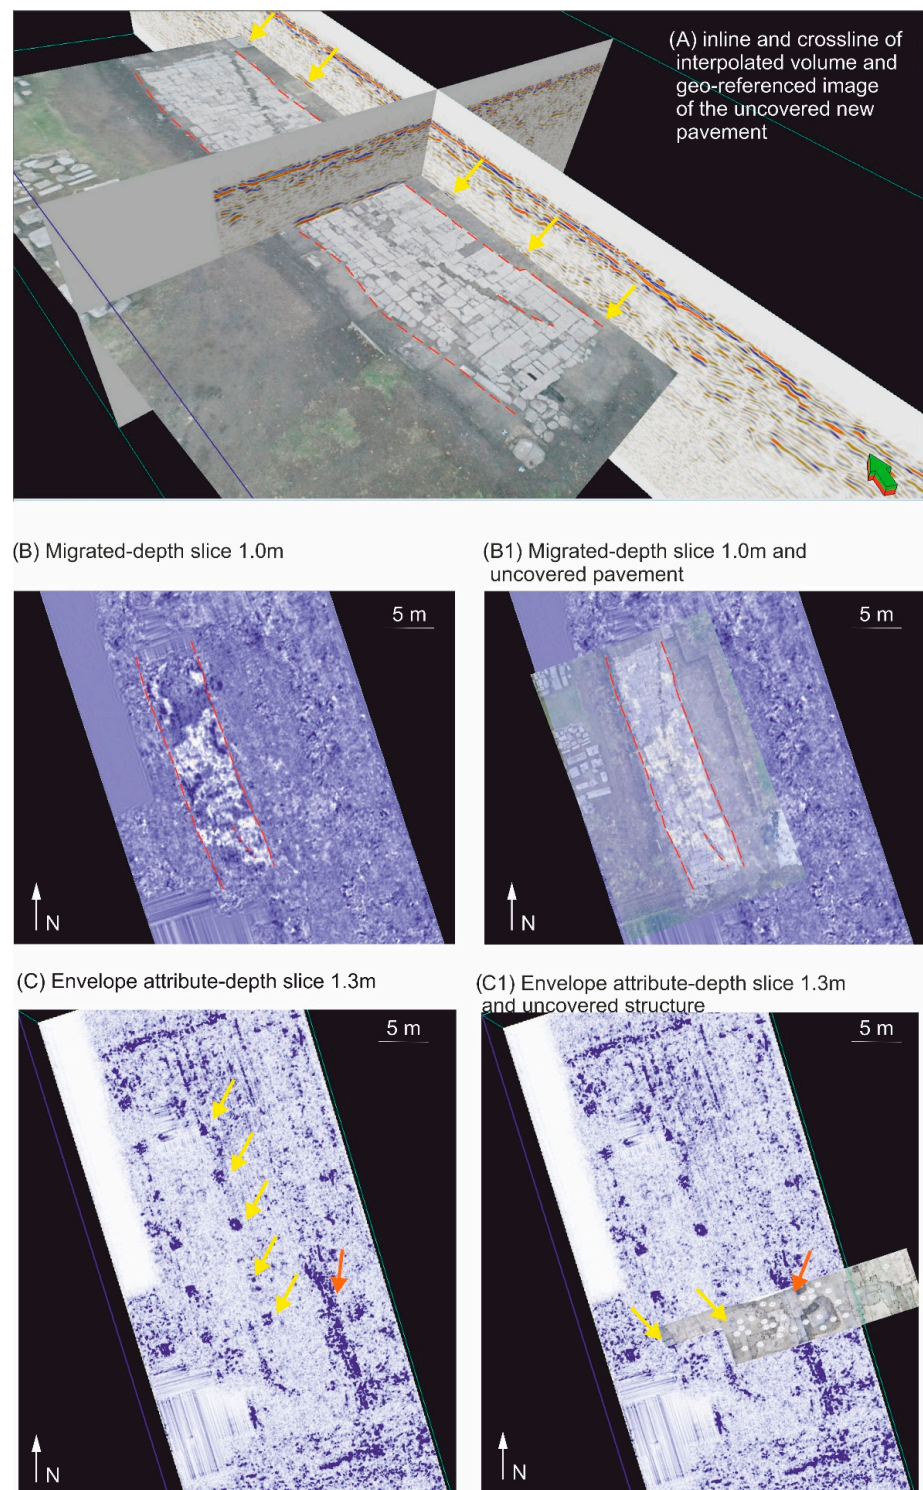 (A) inline and crossline of
interpolated volume and
geo-referenced image
of the uncovered new
pavement
(B) Migrated-depth slice 1.0m
(B1) Migrated-depth slice 1.0m and
uncovered pavement
5 m
5 m
N
N
(C) Envelope attribute-depth slice 1.3m
(C1) Envelope attribute-depth slice 1.3m
and uncovered structure
5 m
5 m
N
N